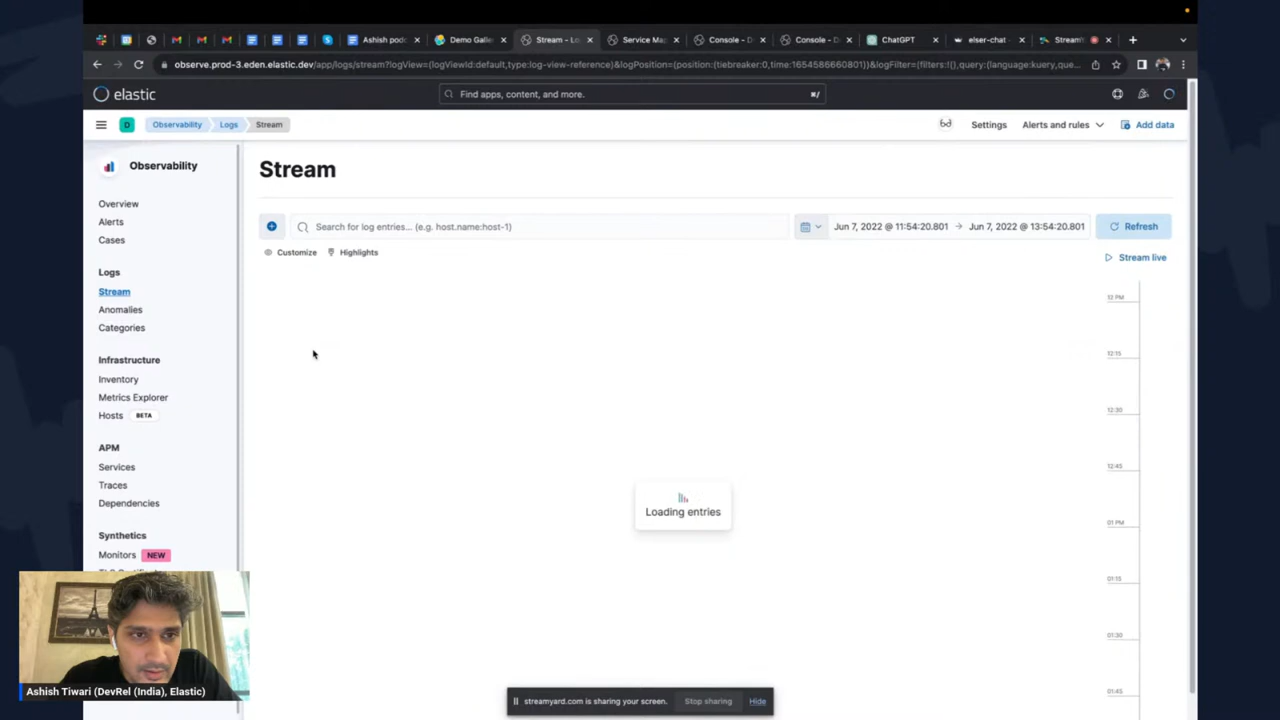 Ashish podc
Demo Galle
Stream - Lo
Service Map
Console - D
Console - D
ChatGPT
elser-chat
StreamY
observe.prod-3.eden.elastic.dev/app/logs/stream?logView=(logViewId:default,type:log-view-reference)&logPosition=(position:(tiebreaker:0,time:1654586660801))&logFilter=(filters:!(),query:(language:kuery,que...
elastic
Find apps, content, and more.
⌘/
D
Observability
Logs
Stream
Settings
Alerts and rules
Add data
Observability
Overview
Alerts
Cases
Logs
Stream
Anomalies
Categories
Infrastructure
Inventory
Metrics Explorer
Hosts BETA
APM
Services
Traces
Dependencies
Synthetics
Monitors NEW
Stream
Search for log entries... (e.g. host.name:host-1)
Jun 7, 2022 @ 11:54:20.801 → Jun 7, 2022 @ 13:54:20.801
Refresh
Customize
Highlights
Stream live
12 PM
12:15
12:30
12:45
01 PM
01:15
01:30
01:45
Loading entries
Ashish Tiwari (DevRel (India), Elastic)
streamyard.com is sharing your screen.
Stop sharing
Hide